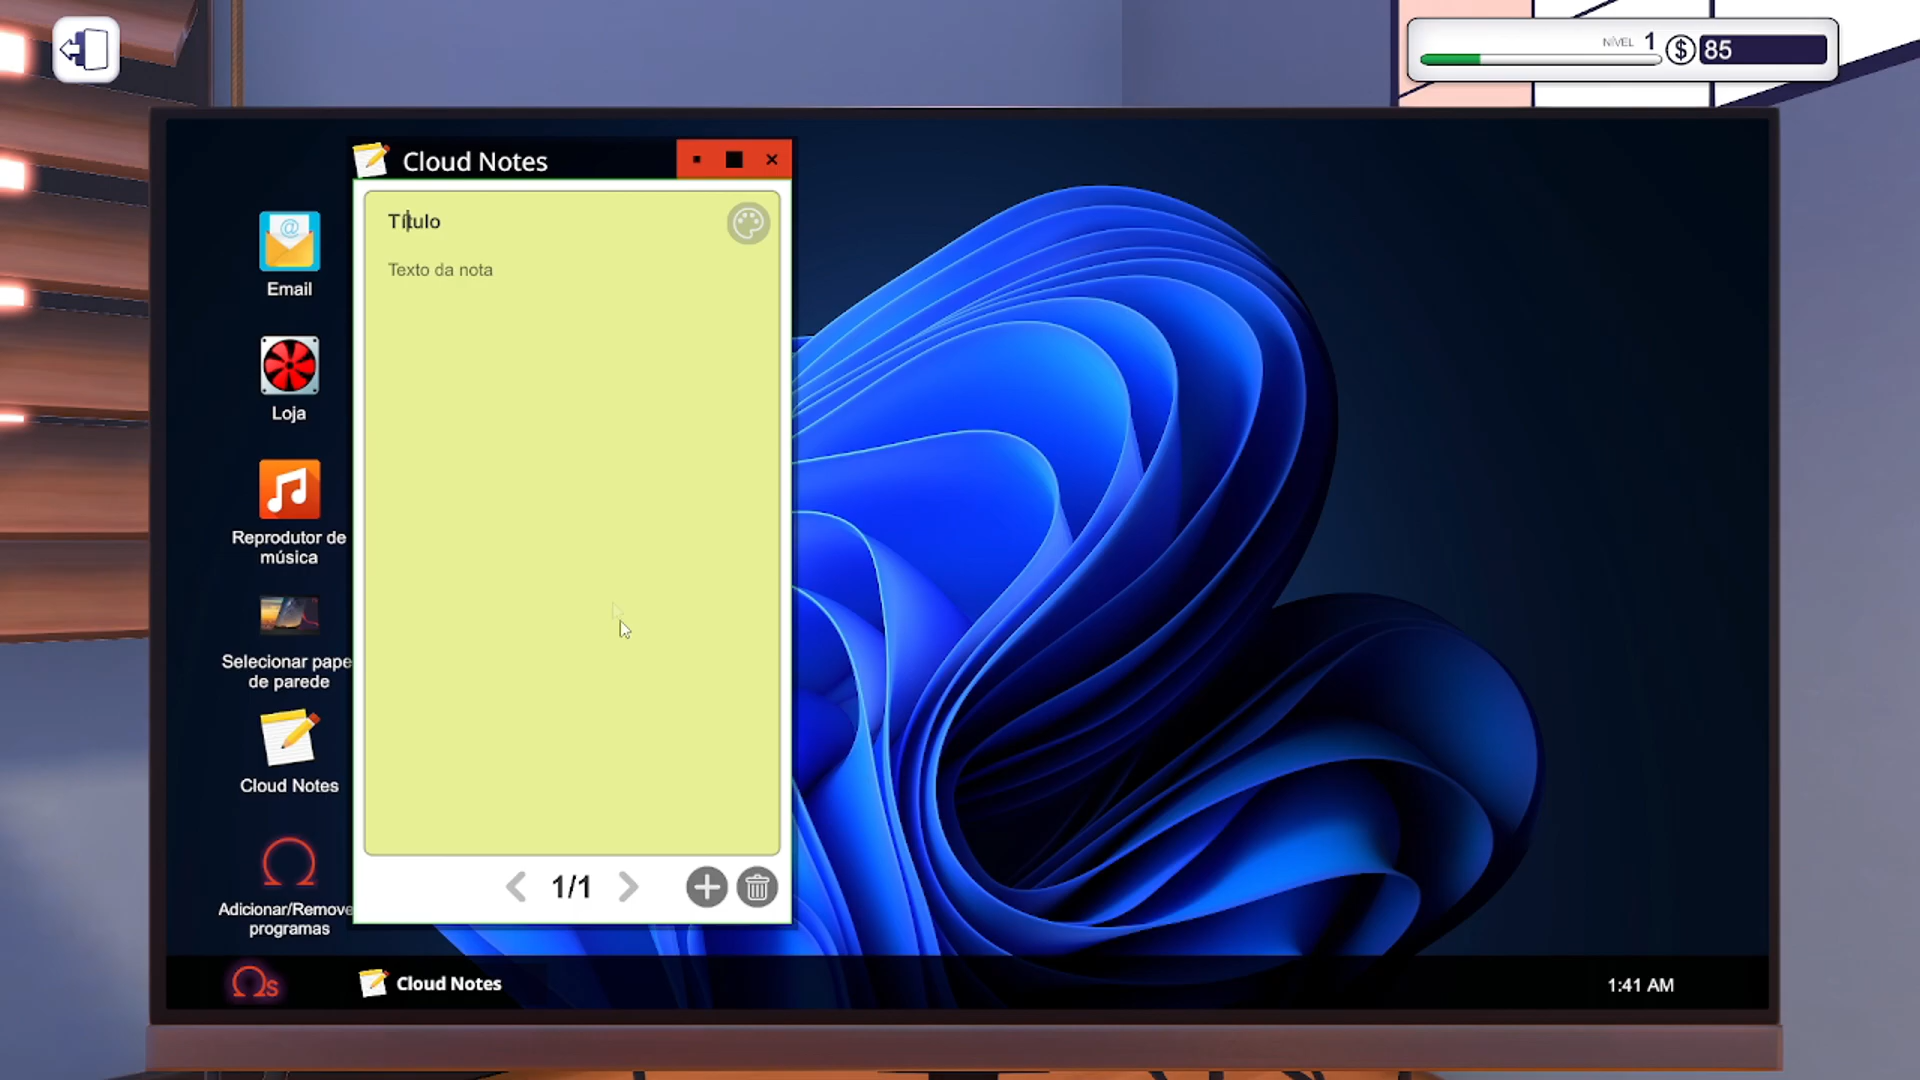 NÍVEL 1 $ 85
Cloud Notes
Título
Texto da nota
Email
Loja
Reprodutor de
música
Selecionar pape
de parede
Cloud Notes
Adicionar/Remove
programas
1/1
Ωs
Cloud Notes
1:41 AM